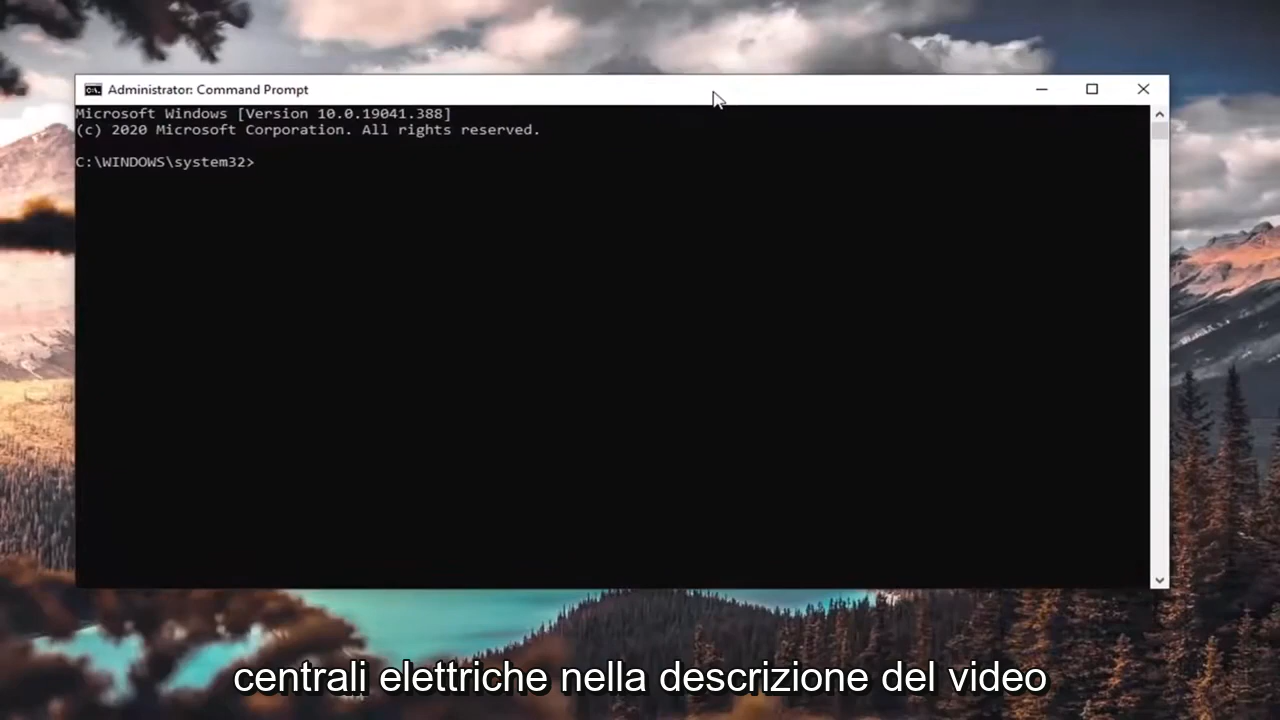 Administrator: Command Prompt
Microsoft Windows [Version 10.0.19041.388]
(c) 2020 Microsoft Corporation. All rights reserved.
C:\WINDOWS\system32>
centrali elettriche nella descrizione del video